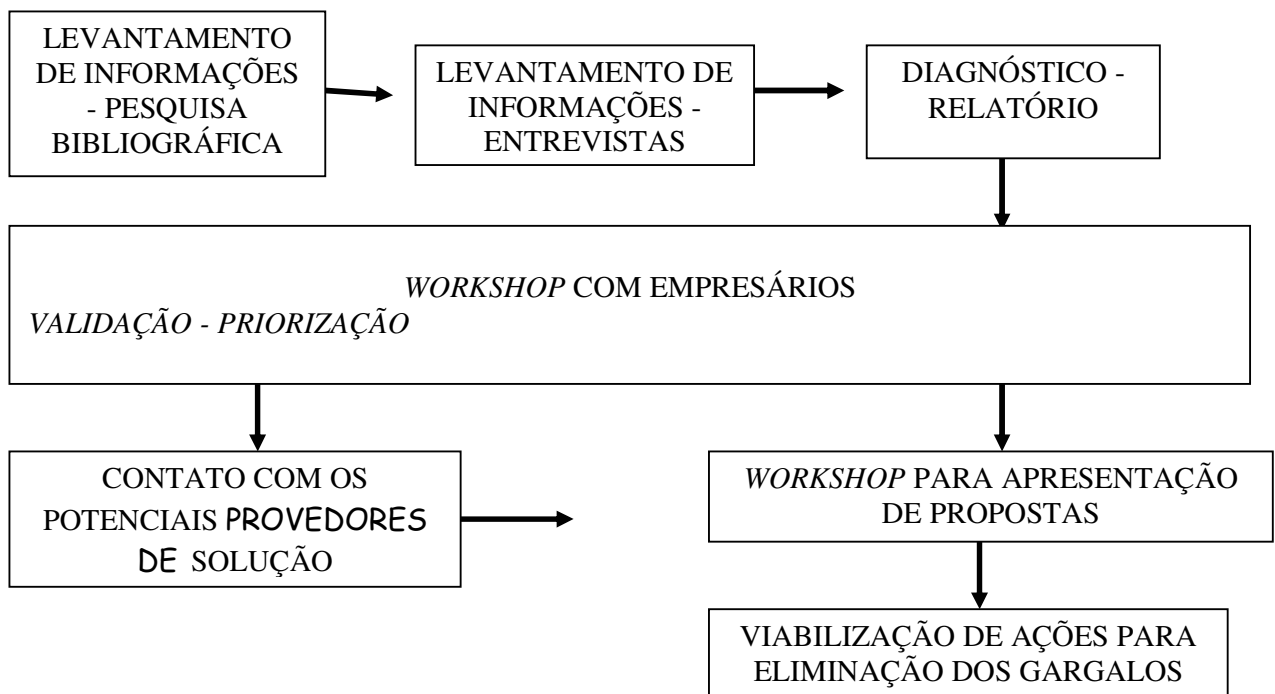 LEVANTAMENTO
DE INFORMAÇÕES
- PESQUISA
BIBLIOGRÁFICA
LEVANTAMENTO DE
INFORMAÇÕES -
ENTREVISTAS
DIAGNÓSTICO -
RELATÓRIO
WORKSHOP COM EMPRESÁRIOS
VALIDAÇÃO - PRIORIZAÇÃO
CONTATO COM OS
POTENCIAIS PROVEDORES
DE SOLUÇÃO
WORKSHOP PARA APRESENTAÇÃO
DE PROPOSTAS
VIABILIZAÇÃO DE AÇÕES PARA
ELIMINAÇÃO DOS GARGALOS